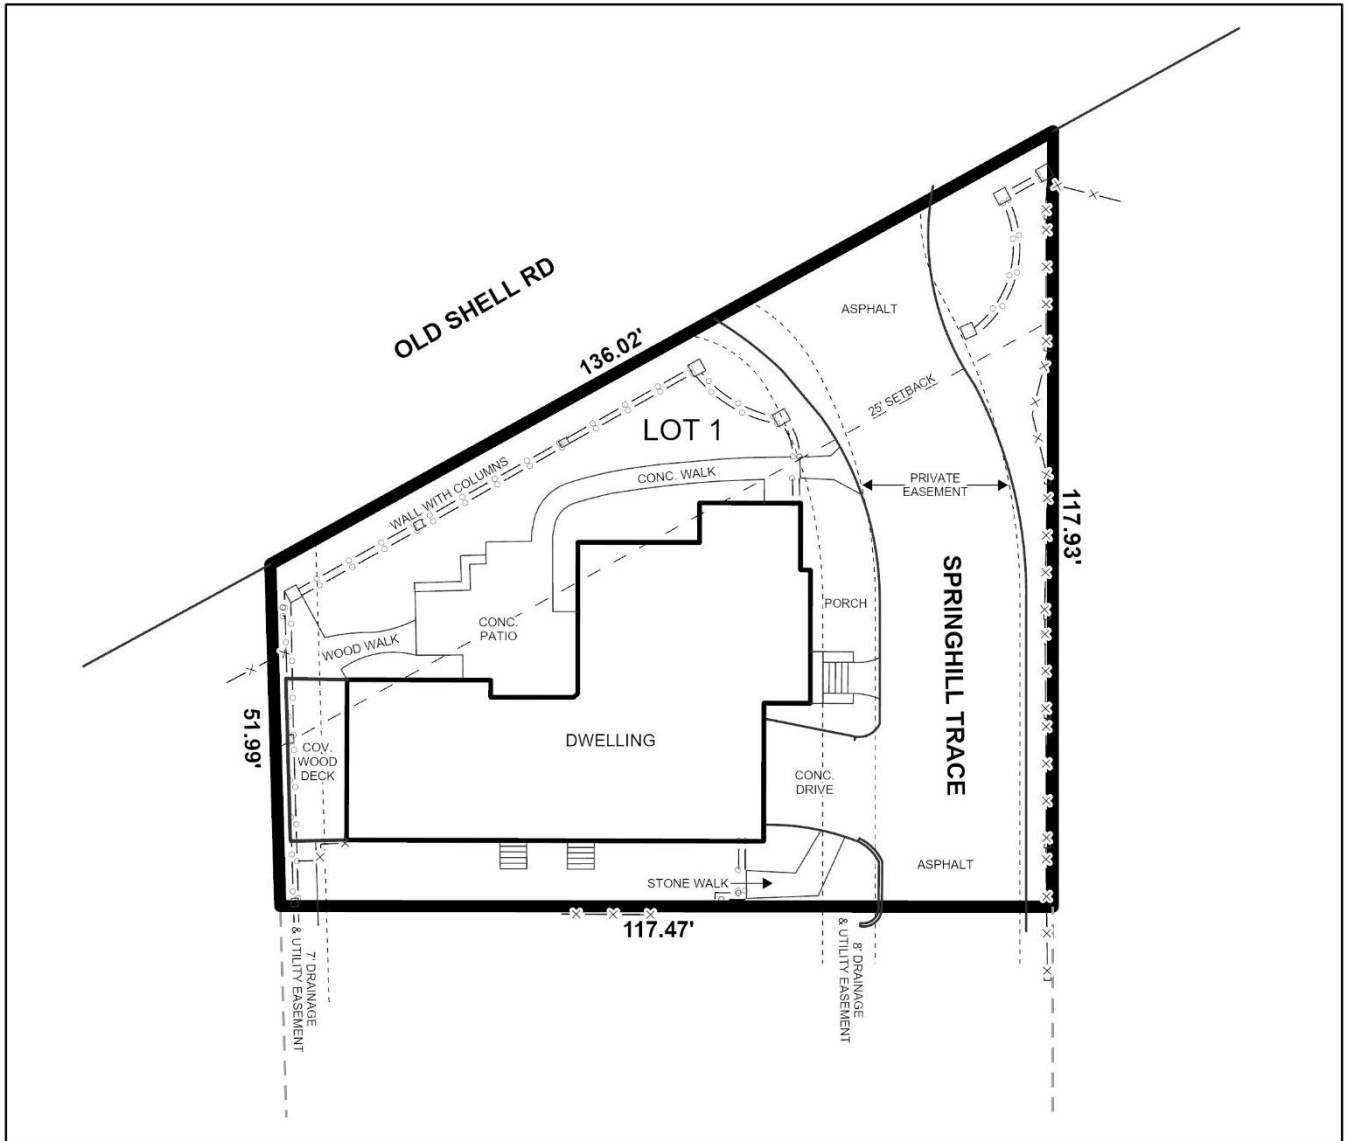 OLD SHELL RD
136.02'
ASPHALT
25' SETBACK
LOT 1
WALL WITH COLUMNS
CONC. WALK
PRIVATE
EASEMENT
117.93'
SPRINGHILL TRACE
PORCH
CONC.
PATIO
WOOD WALK
51.99'
COV.
WOOD
DECK
DWELLING
CONC.
DRIVE
STONE WALK
ASPHALT
117.47'
7' DRAINAGE
& UTILITY EASEMENT
8' DRAINAGE
& UTILITY EASEMENT